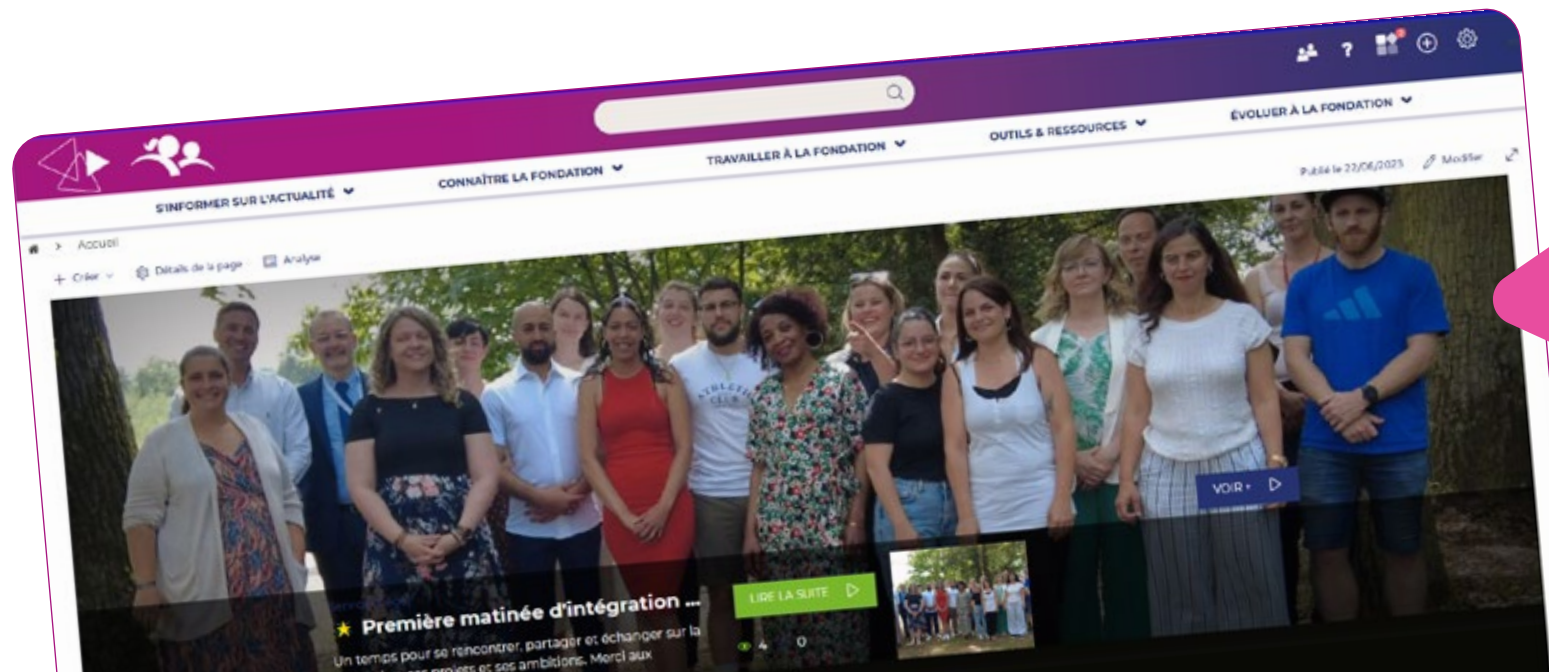 ?
S'INFORMER SUR L'ACTUALITÉ
CONNAÎTRE LA FONDATION
TRAVAILLER À LA FONDATION
OUTILS & RESSOURCES
ÉVOLUER À LA FONDATION
> Accueil
Publié le 22/06/2023
Modifier
+ Créer
Détails de la page
Analyse
ATHLETIC
CLUB
VOIR +
Première matinée d'intégration ...
LIRE LA SUITE
Un temps pour se rencontrer, partager et échanger sur la
projets et ses ambitions. Merci aux
4 0